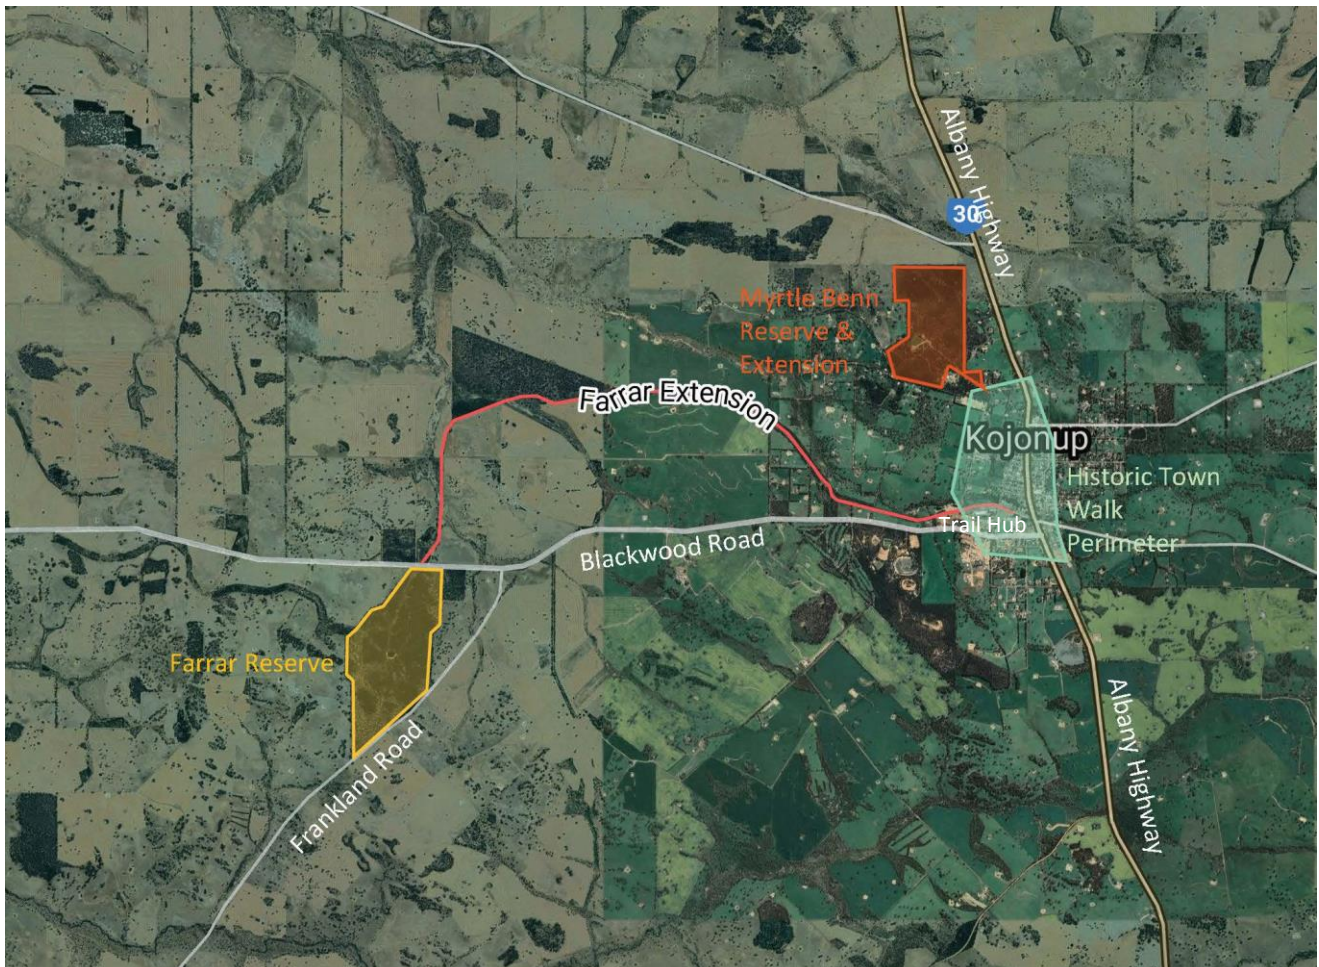 Albany Highway
30
Myrtle Benn
Reserve &
Extension
Farrar Extension
Kojonup
Historic Town
Walk
Perimeter
Trail Hub
Blackwood Road
Farrar Reserve
Frankland Road
Albany Highway